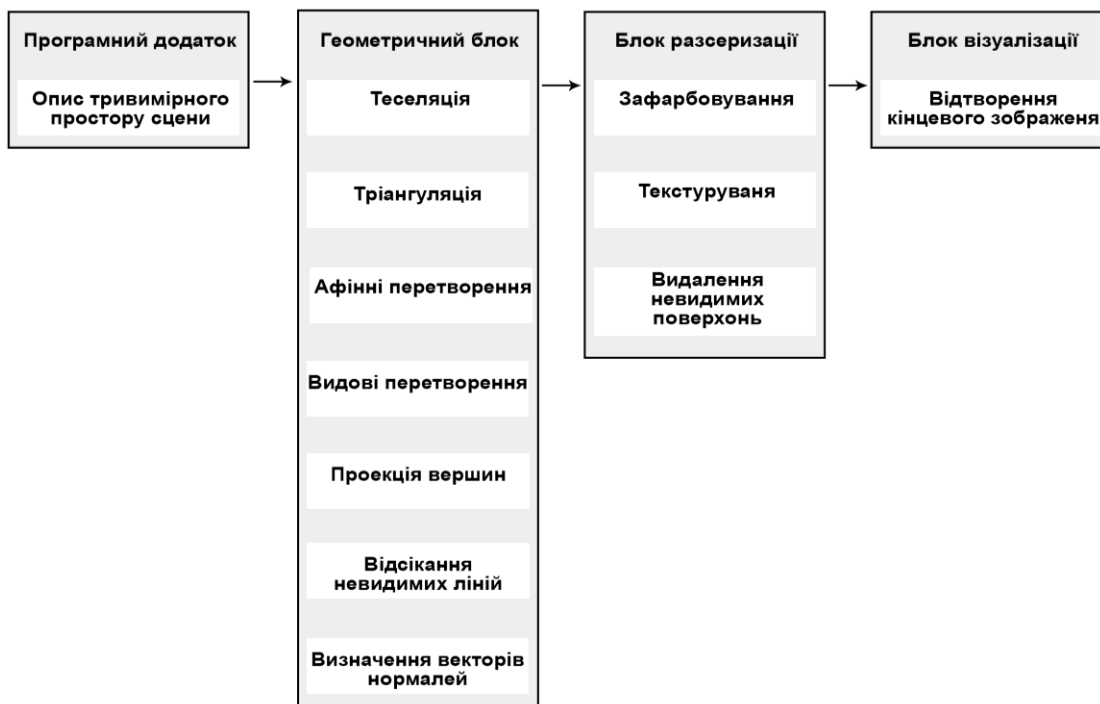 Програмний додаток
Опис тривимірного
простору сцени
Геометричний блок
Теселяція
Тріангуляція
Афінні перетворення
Видові перетворення
Проекція вершин
Відсікання
невидимих ліній
Визначення векторів
нормалей
Блок разсеризації
Зафарбовування
Текстуруваня
Видалення
невидимих
поверхонь
Блок візуалізації
Відтворення
кінцевого зображеня